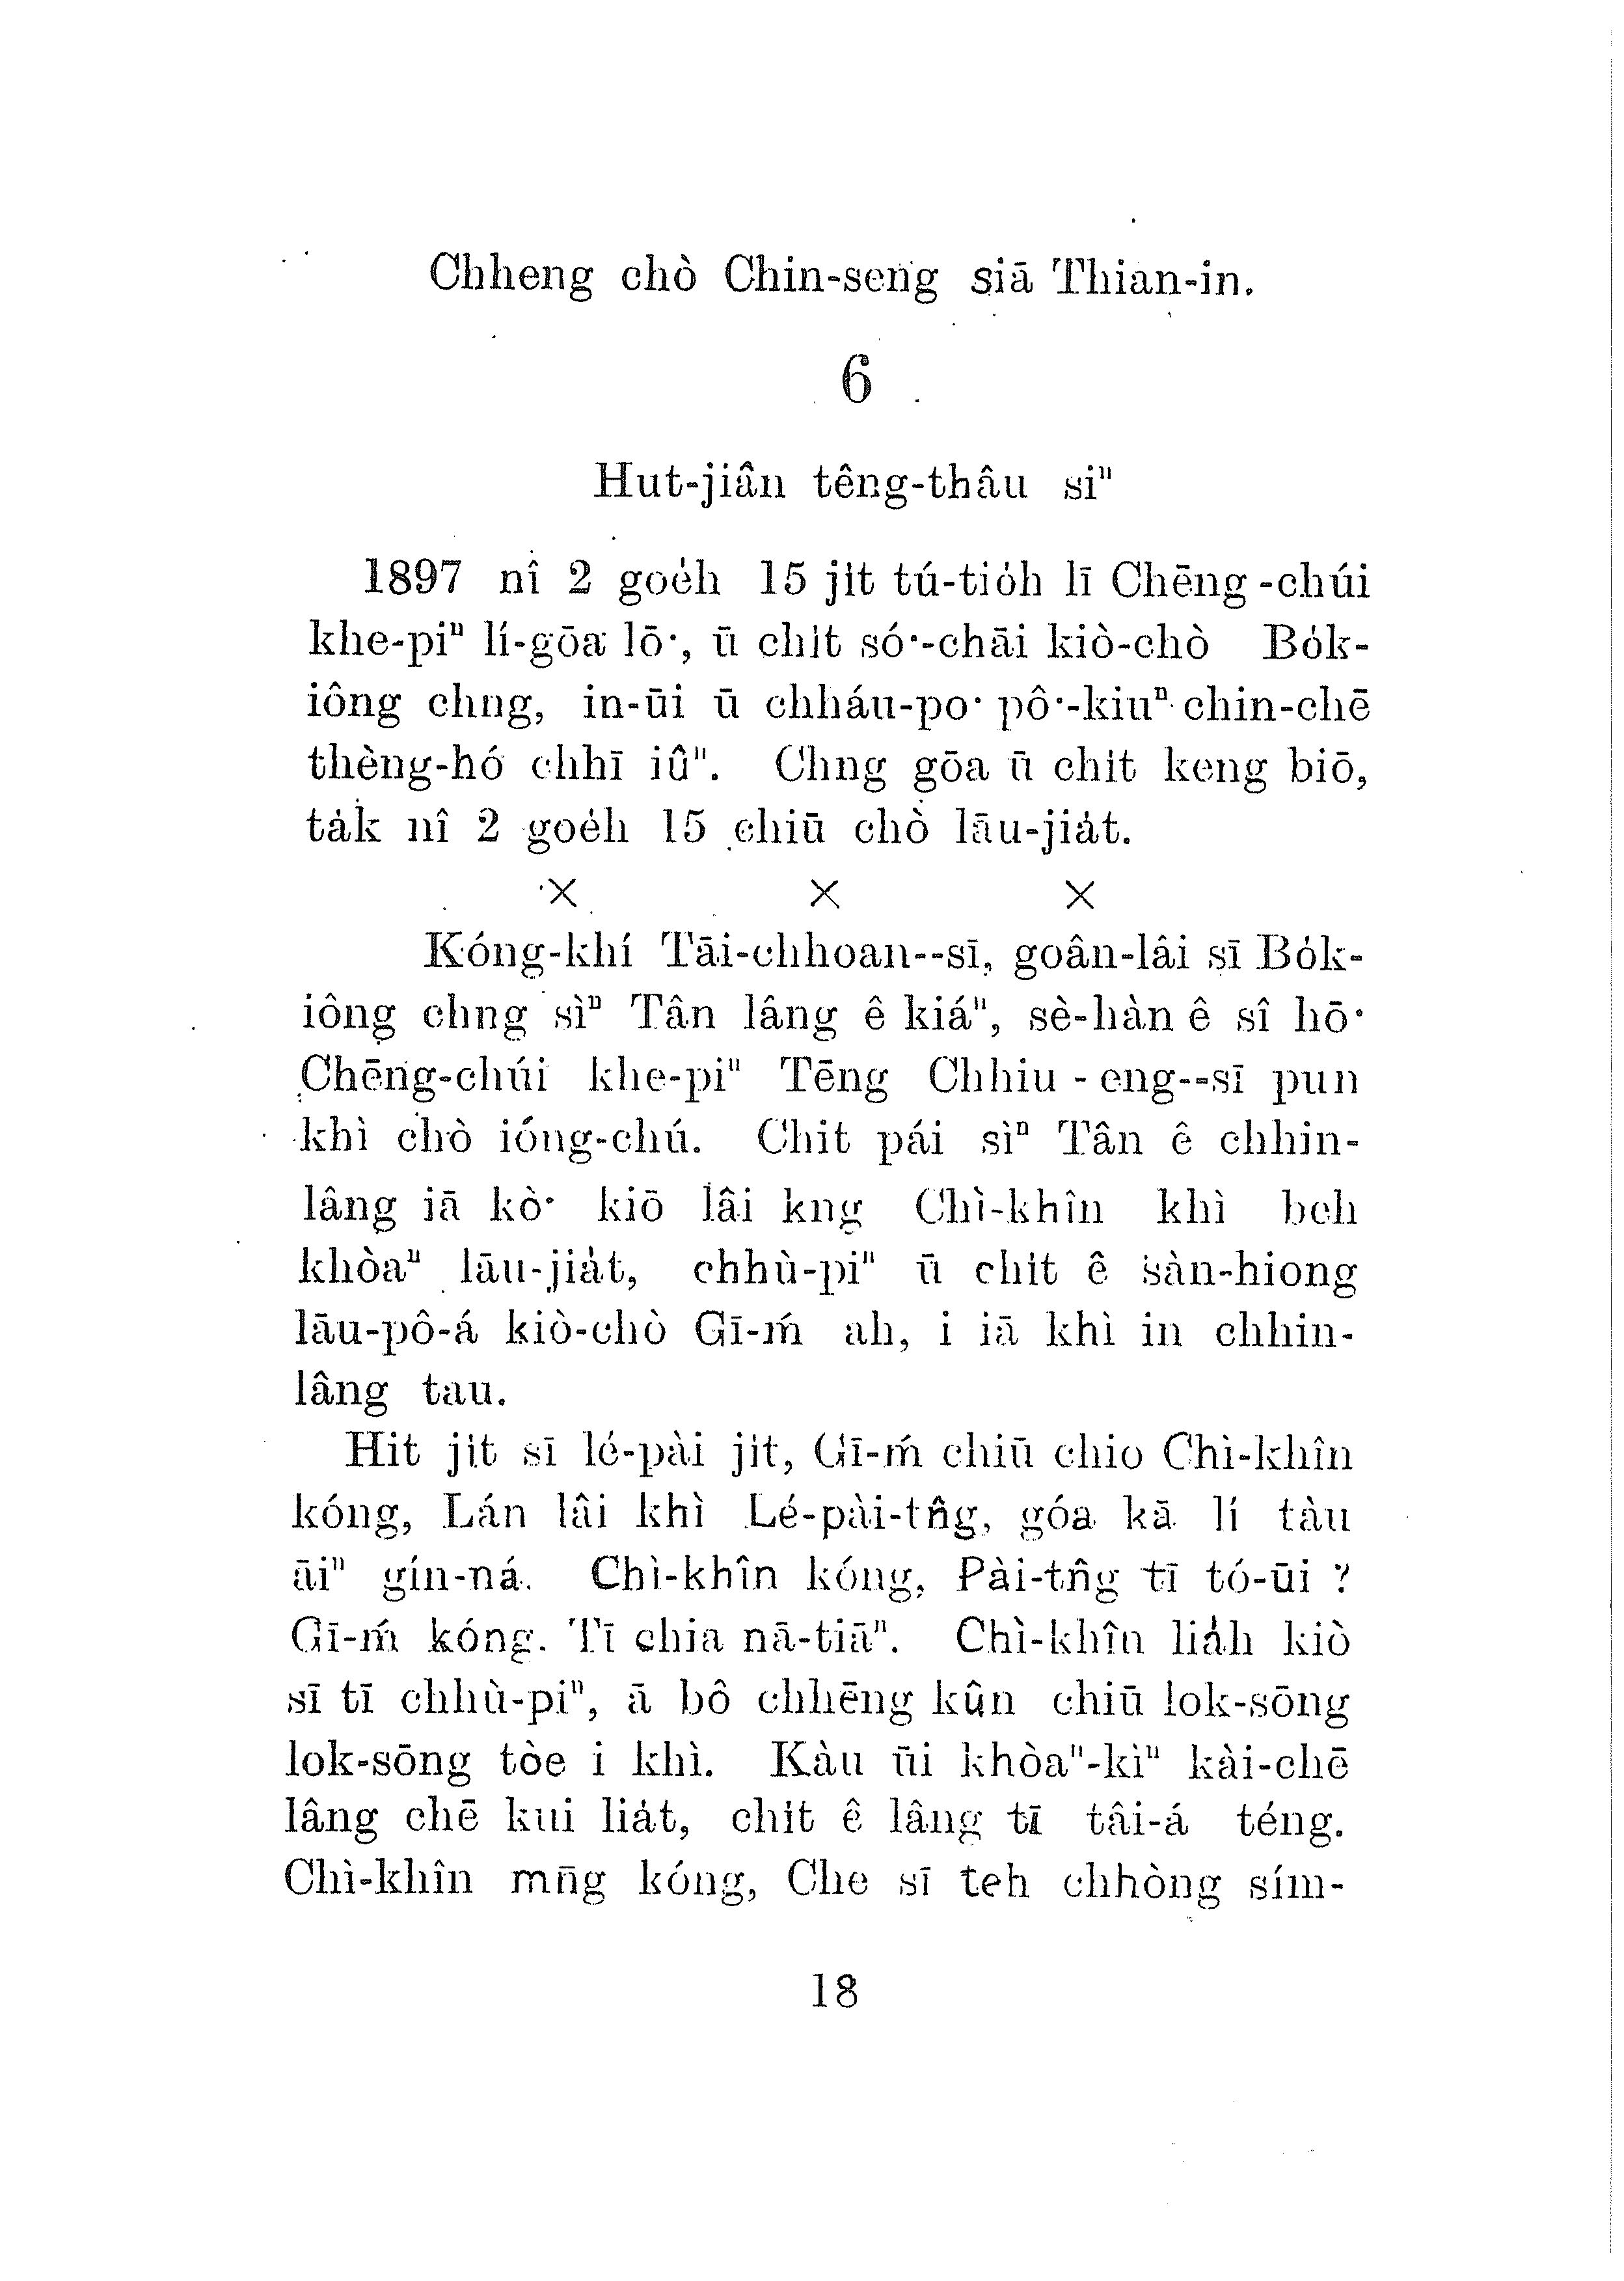 Chheng chò Chin-seng siā Thian-in.
6
Hut-jiân têng-thâu siⁿ
1897 nî 2 goe̍h 15 ji̍t tú-tio̍h lī Chēng-chúi
khe-piⁿ lí-gōa lō͘, ū chi̍t só͘-chāi kiò-chò Bo̍k-
iông chng, in-ūi ū chháu-po͘ pô͘-kiuⁿ chin-chē
thèng-hó chhī iûⁿ. Chng gōa ū chi̍t keng biō,
ta̍k nî 2 goe̍h 15 chiū chò lāu-jia̍t.
× × ×
Kóng-khí Tāi-chhoan--sī, goân-lâi sī Bo̍k-
iông chng sìⁿ Tân lâng ê kiáⁿ, sè-hàn ê sî hō͘
Chēng-chúi khe-piⁿ Tēng Chhiu-eng--sī pun
khì chò ióng-chú. Chit pái sìⁿ Tân ê chhin-
lâng iā kò͘ kiō lâi kng Chì-khîn khì beh
khòaⁿ lāu-jia̍t, chhù-piⁿ ū chi̍t ê sàn-hiong
lāu-pô-á kiò-chò Gī-ḿ ah, i iā khì in chhin-
lâng tau.
Hit ji̍t sī lé-pài ji̍t, Gī-ḿ chiū chio Chì-khîn
kóng, Lán lâi khì Lé-pài-tn̂g, góa kā lí tàu
āiⁿ gín-ná. Chì-khîn kóng, Pài-tn̂g tī tó-ūi ?
Gī-ḿ kóng. Tī chia nā-tiāⁿ. Chì-khîn lia̍h kiò
sī tī chhù-piⁿ, ā bô chhēng kûn chiū lok-sōng
lok-sōng tòe i khì. Kàu ūi khòaⁿ-kìⁿ kài-chē
lâng chē kui lia̍t, chi̍t ê lâng tī tâi-á téng.
Chì-khîn mn̄g kóng, Che sī teh chhòng sím-
18